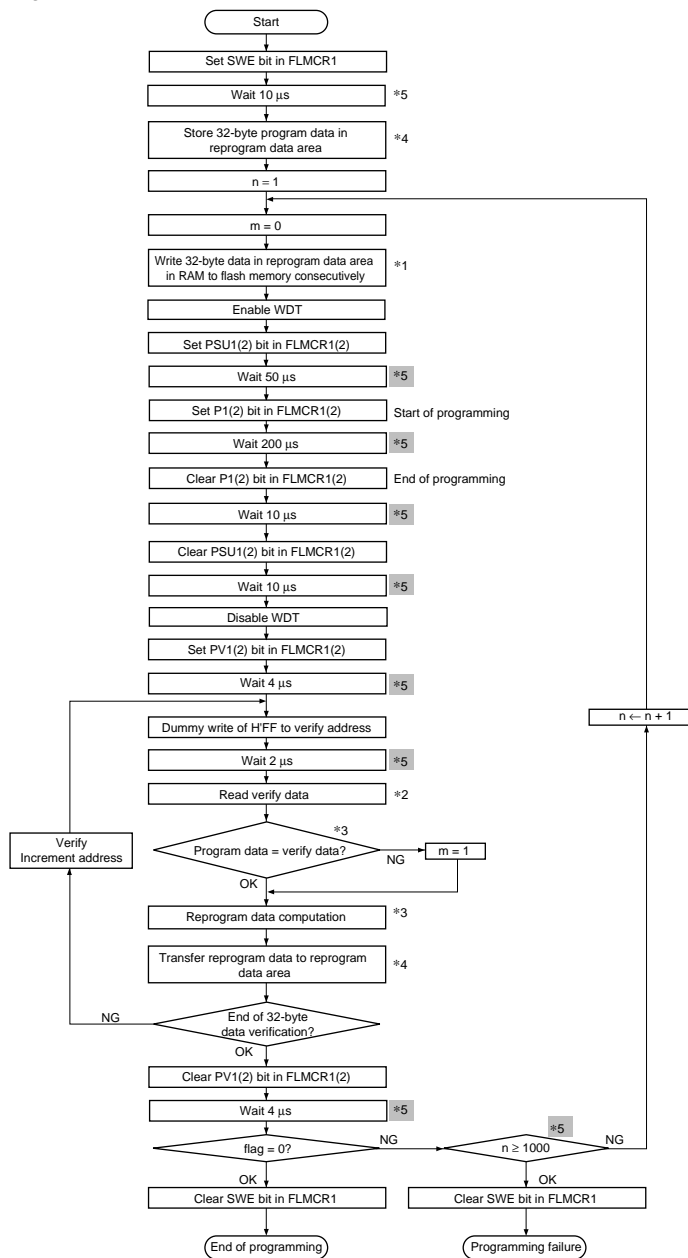 Start
Set SWE bit in FLMCR1
Wait 10 µs
*5
Store 32-byte program data in
reprogram data area
*4
n = 1
m = 0
Write 32-byte data in reprogram data area
in RAM to flash memory consecutively
*1
Enable WDT
Set PSU1(2) bit in FLMCR1(2)
Wait 50 µs
*5
Set P1(2) bit in FLMCR1(2)
Start of programming
Wait 200 µs
*5
Clear P1(2) bit in FLMCR1(2)
End of programming
Wait 10 µs
*5
Clear PSU1(2) bit in FLMCR1(2)
Wait 10 µs
*5
Disable WDT
Set PV1(2) bit in FLMCR1(2)
Wait 4 µs
*5
n ← n + 1
Dummy write of H'FF to verify address
Wait 2 µs
*5
Read verify data
*2
Verify
Increment address
*3
Program data = verify data?
NG
m = 1
OK
Reprogram data computation
*3
Transfer reprogram data to reprogram
data area
*4
End of 32-byte
data verification?
NG
OK
Clear PV1(2) bit in FLMCR1(2)
Wait 4 µs
*5
*5
flag = 0?
NG
n ≥ 1000
NG
OK
OK
Clear SWE bit in FLMCR1
Clear SWE bit in FLMCR1
End of programming
Programming failure